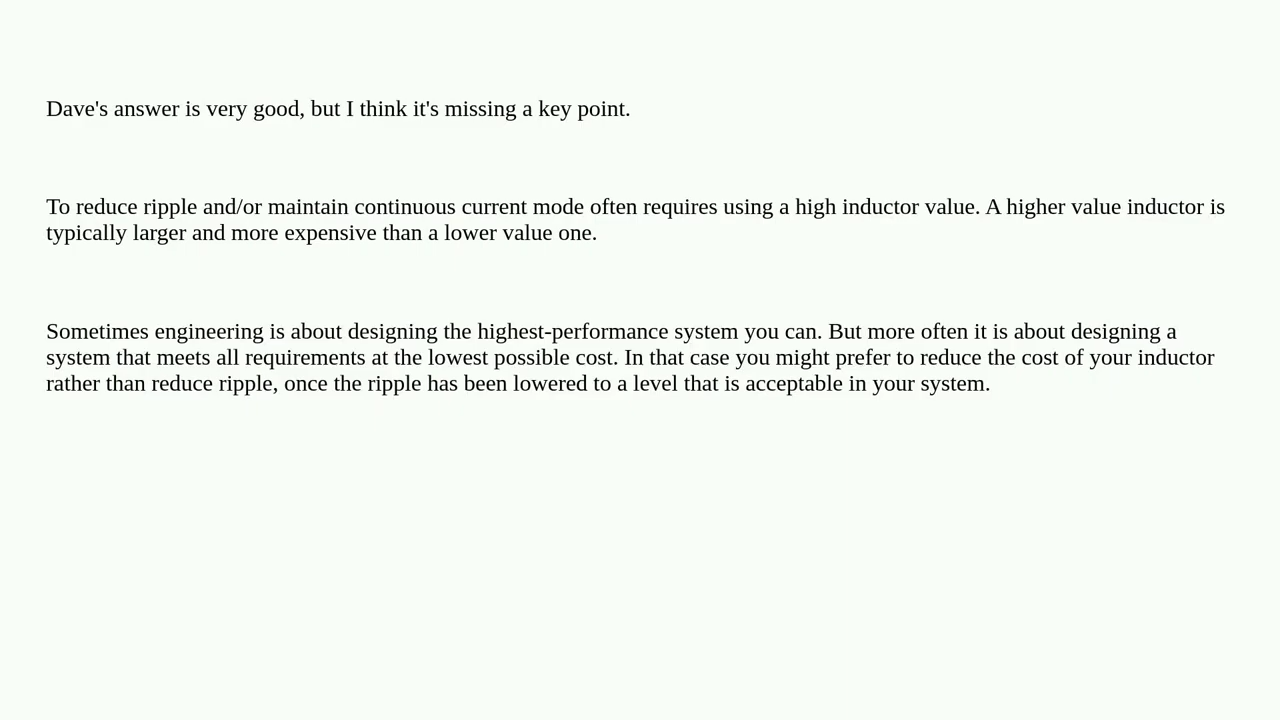 Dave's answer is very good, but I think it's missing a key point.
To reduce ripple and/or maintain continuous current mode often requires using a high inductor value. A higher value inductor is
typically larger and more expensive than a lower value one.
Sometimes engineering is about designing the highest-performance system you can. But more often it is about designing a
system that meets all requirements at the lowest possible cost. In that case you might prefer to reduce the cost of your inductor
rather than reduce ripple, once the ripple has been lowered to a level that is acceptable in your system.